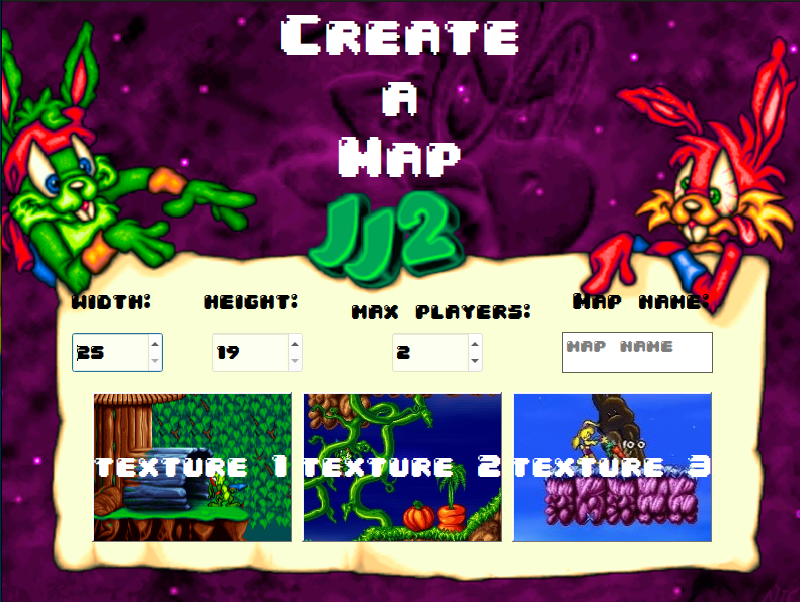 CREATE
A
MAP
JJ2
WIDTH: HEIGHT: MAX PLAYERS: MAP NAME:
25 19 2 MAP NAME
TEXTURE 1 TEXTURE 2 TEXTURE 3